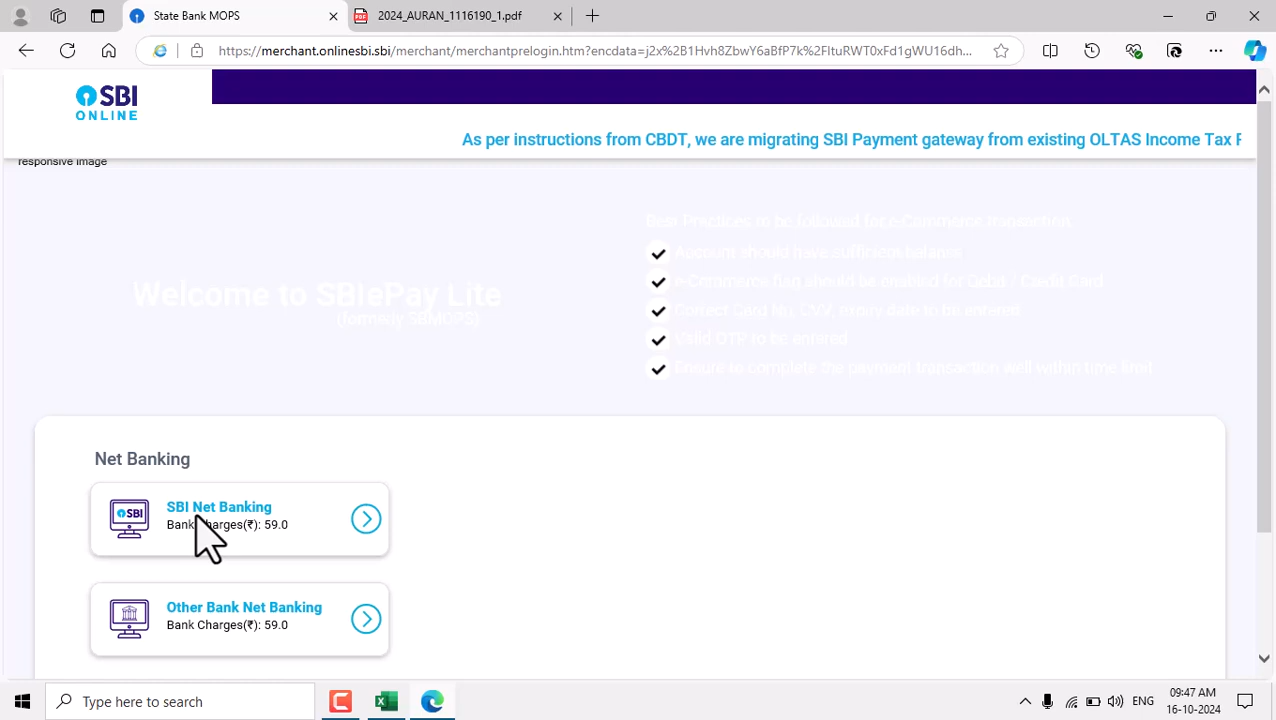 State Bank MOPS
2024_AURAN_1116190_1.pdf
https://merchant.onlinesbi.sbi/merchant/merchantprelogin.htm?encdata=j2x%2B1Hvh8ZbwY6aBfP7k%2FItuRWT0xFd1gWU16dh...
SBI
ONLINE
As per instructions from CBDT, we are migrating SBI Payment gateway from existing OLTAS Income Tax P
responsive image
Best Practices to be followed for e-Commerce transaction
Account should have sufficient balance
e-Commerce flag should be enabled for Debit / Credit Card
Correct Card No, CVV, expiry date to be entered
Valid OTP to be entered
Ensure to complete the payment transaction well within time limit
Welcome to SBIePay Lite
(formerly SBMOPS)
Net Banking
SBI
SBI Net Banking
Bank Charges(₹): 59.0
Other Bank Net Banking
Bank Charges(₹): 59.0
Type here to search
ENG
09:47 AM
16-10-2024